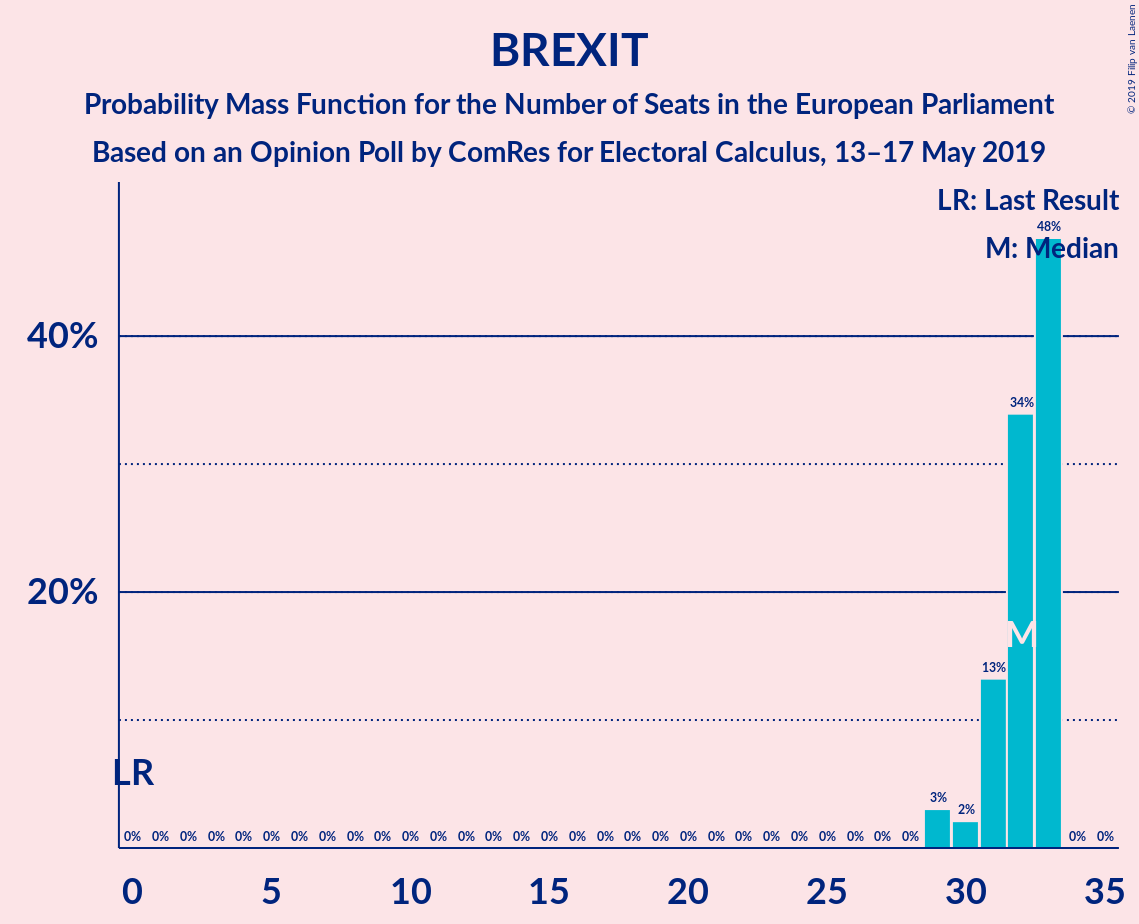 BREXIT
Probability Mass Function for the Number of Seats in the European Parliament
Based on an Opinion Poll by ComRes for Electoral Calculus, 13–17 May 2019
© 2019 Filip van Laenen
LR: Last Result
M: Median
48%
40%
34%
20%
M
13%
LR
3%
2%
0% 0% 0% 0% 0% 0% 0% 0% 0% 0% 0% 0% 0% 0% 0% 0% 0% 0% 0% 0% 0% 0% 0% 0% 0% 0% 0% 0% 0% 0% 0%
0 5 10 15 20 25 30 35